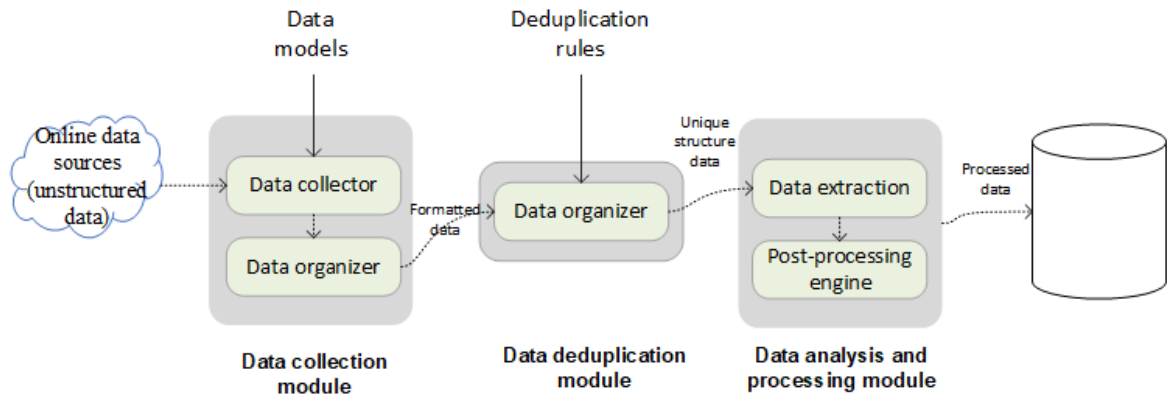 Data
models
Deduplication
rules
Online data
sources
(unstructured
data)
Data collector
Data organizer
Formatted
data
Data organizer
Unique
structure
data
Data extraction
Post-processing
engine
Processed
data
Data collection
module
Data deduplication
module
Data analysis and
processing module